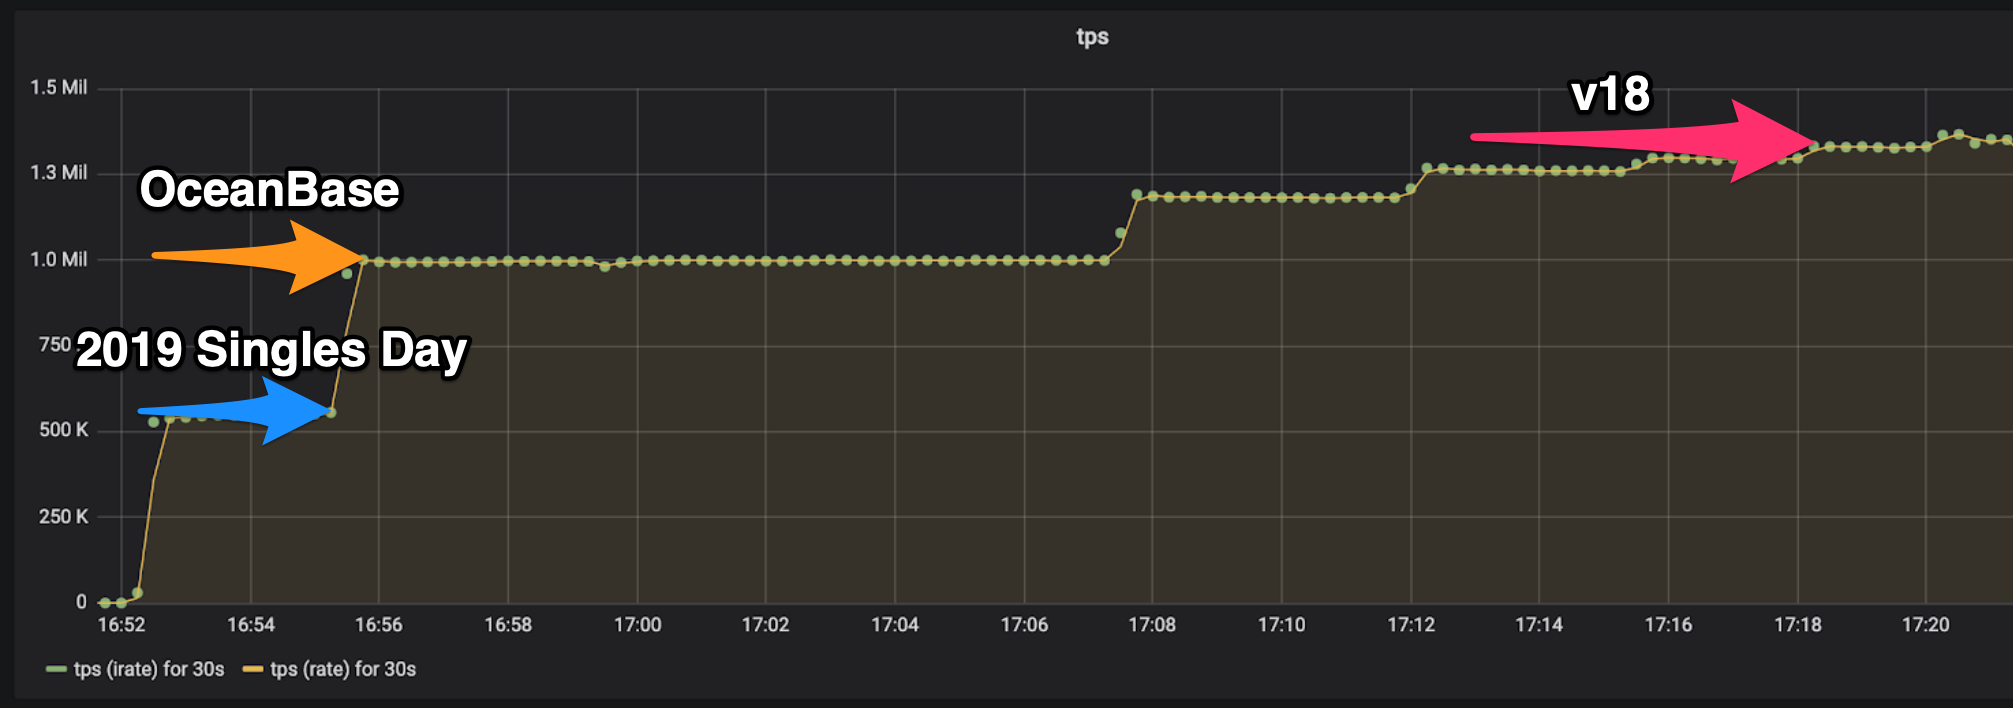 tps
1.5 Mil
v18
1.3 Mil
OceanBase
1.0 Mil
750
2019 Singles Day
500 K
250 K
0
16:52 16:54 16:56 16:58 17:00 17:02 17:04 17:06 17:08 17:10 17:12 17:14 17:16 17:18 17:20
tps (irate) for 30s tps (rate) for 30s